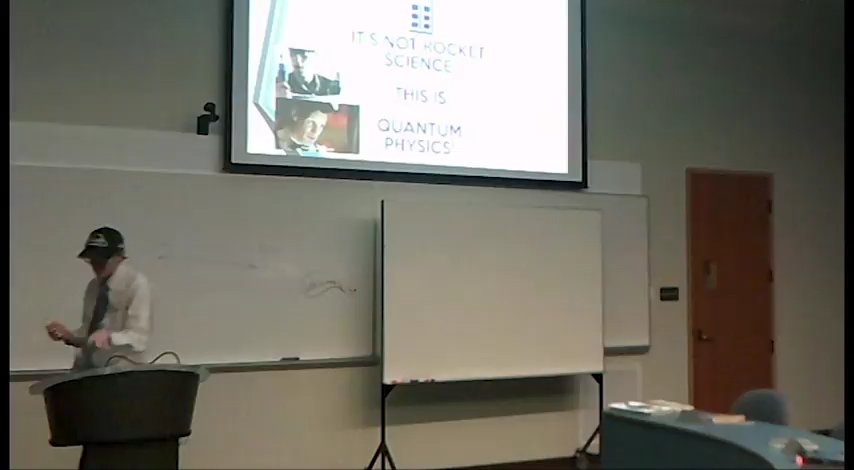 IT'S NOT ROCKET
SCIENCE
THIS IS
QUANTUM
PHYSICS!